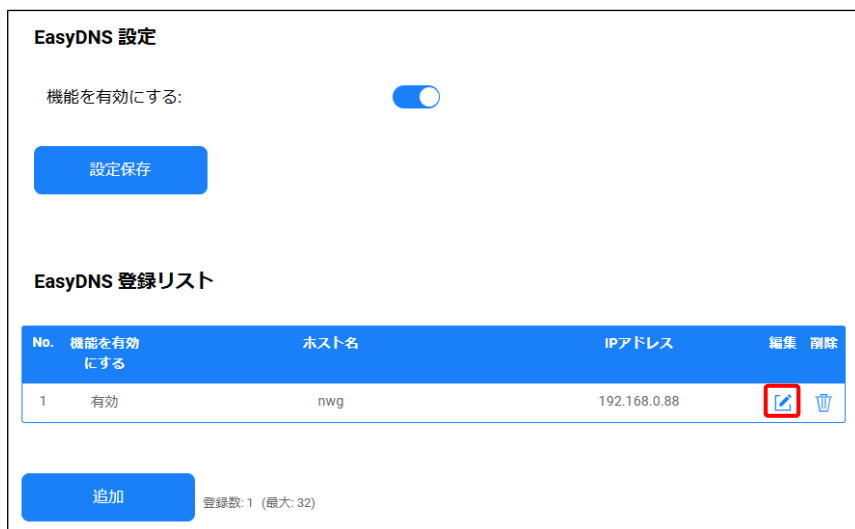 EasyDNS 設定
機能を有効にする:
設定保存
EasyDNS 登録リスト
No. 機能を有効にする ホスト名 IPアドレス 編集 削除
1 有効 nwg 192.168.0.88
追加 登録数: 1 (最大: 32)